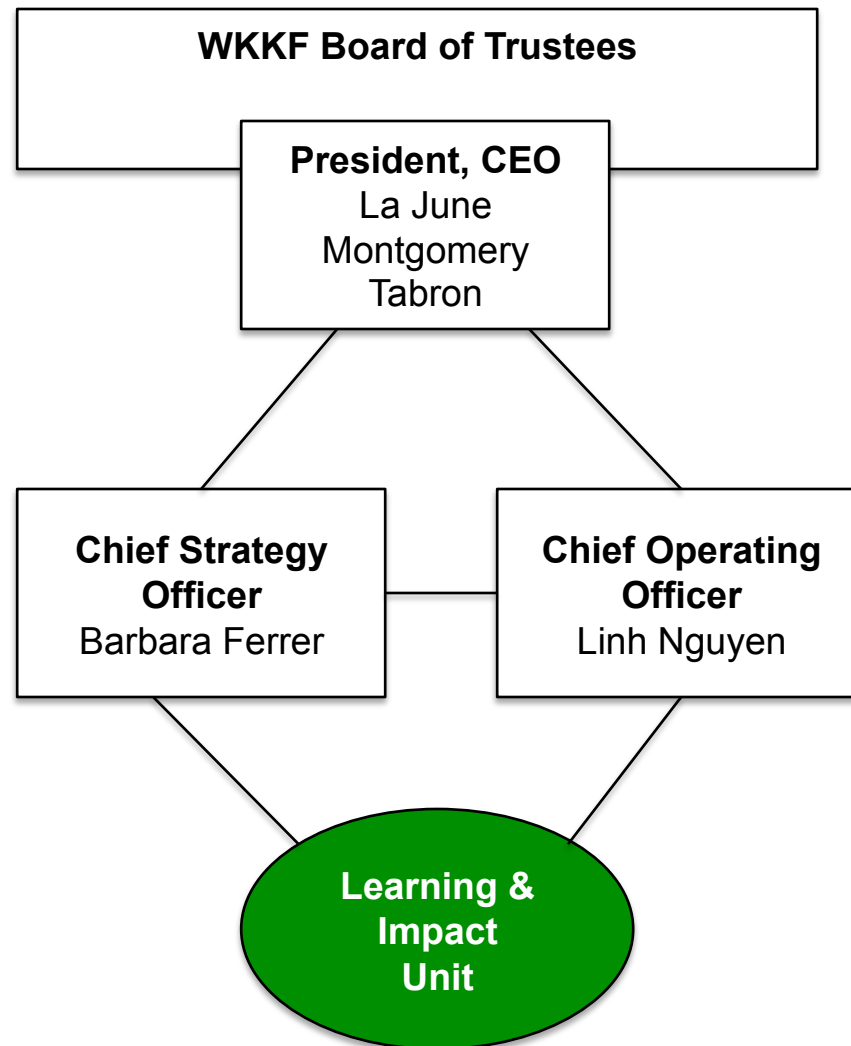 WKKF Board of Trustees
President, CEO
La June
Montgomery
Tabron
Chief Strategy
Officer
Barbara Ferrer
Chief Operating
Officer
Linh Nguyen
Learning &
Impact
Unit